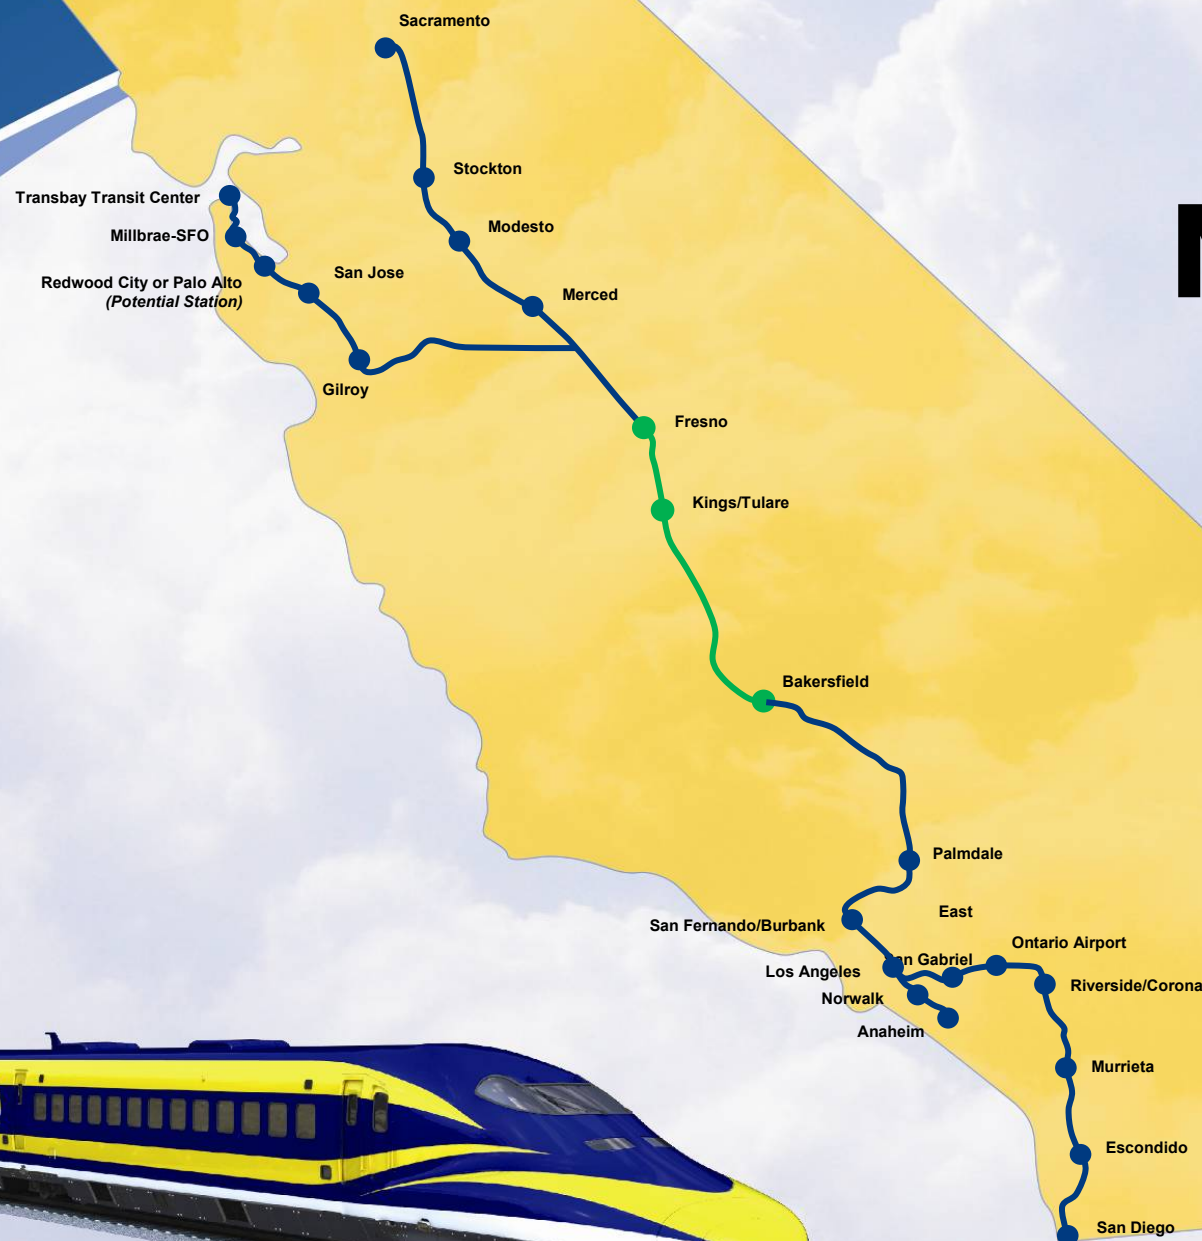 Sacramento
Stockton
Transbay Transit Center
Modesto
Millbrae-SFO
San Jose
Redwood City or Palo Alto
(Potential Station)
Merced
Gilroy
Fresno
Kings/Tulare
Bakersfield
Palmdale
East
San Fernando/Burbank
Ontario Airport
an Gabriel
Los Angeles
Riverside/Corona
Norwalk
Anaheim
Murrieta
Escondido
San Diego